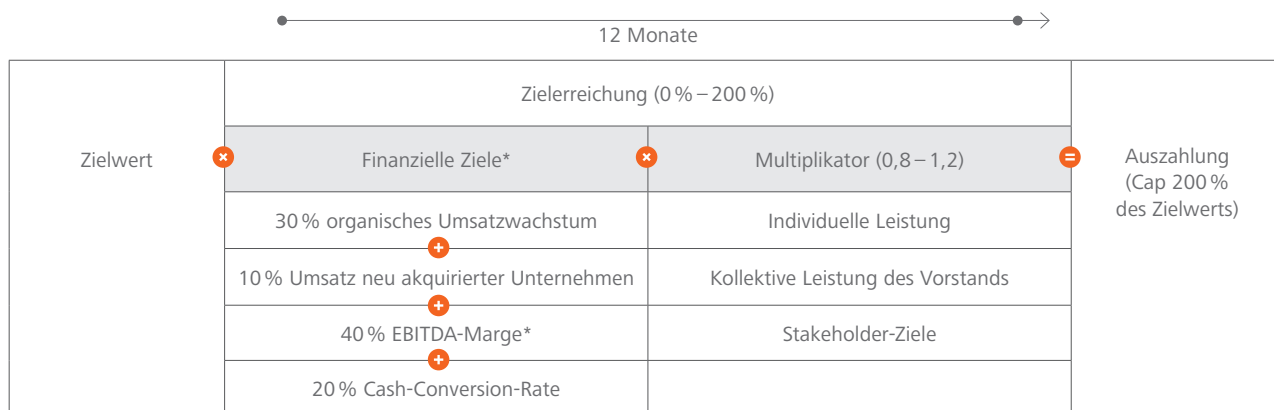 12 Monate
Zielerreichung (0 % – 200 %)
Zielwert
×
Finanzielle Ziele*
×
Multiplikator (0,8 – 1,2)
=
Auszahlung
(Cap 200 %
des Zielwerts)
30 % organisches Umsatzwachstum
Individuelle Leistung
+
10 % Umsatz neu akquirierter Unternehmen
Kollektive Leistung des Vorstands
+
40 % EBITDA-Marge*
Stakeholder-Ziele
+
20 % Cash-Conversion-Rate